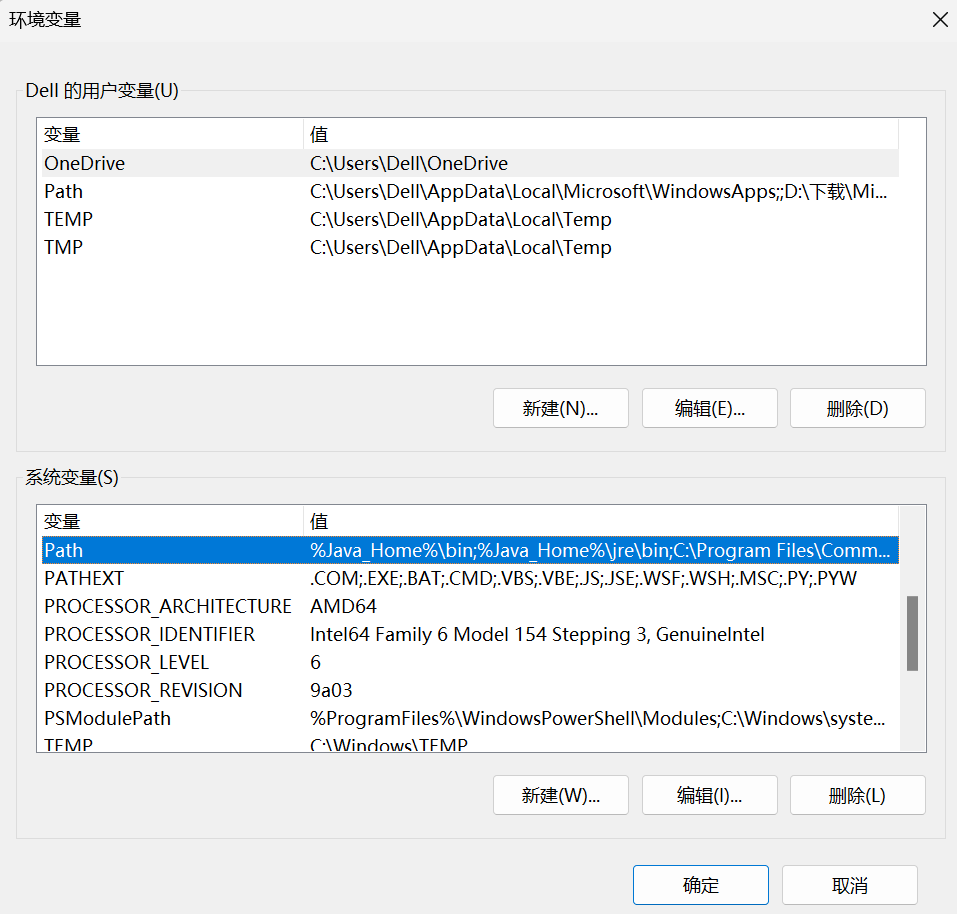 环境变量
Dell 的用户变量(U)
变量 值
OneDrive C:\Users\Dell\OneDrive
Path C:\Users\Dell\AppData\Local\Microsoft\WindowsApps;;D:\下载\Mi...
TEMP C:\Users\Dell\AppData\Local\Temp
TMP C:\Users\Dell\AppData\Local\Temp
新建(N)... 编辑(E)... 删除(D)
系统变量(S)
变量 值
Path %Java_Home%\bin;%Java_Home%\jre\bin;C:\Program Files\Comm...
PATHEXT .COM;.EXE;.BAT;.CMD;.VBS;.VBE;.JS;.JSE;.WSF;.WSH;.MSC;.PY;.PYW
PROCESSOR_ARCHITECTURE AMD64
PROCESSOR_IDENTIFIER Intel64 Family 6 Model 154 Stepping 3, GenuineIntel
PROCESSOR_LEVEL 6
PROCESSOR_REVISION 9a03
PSModulePath %ProgramFiles%\WindowsPowerShell\Modules;C:\Windows\syste...
TEMP C:\Windows\TEMP
新建(W)... 编辑(I)... 删除(L)
确定 取消